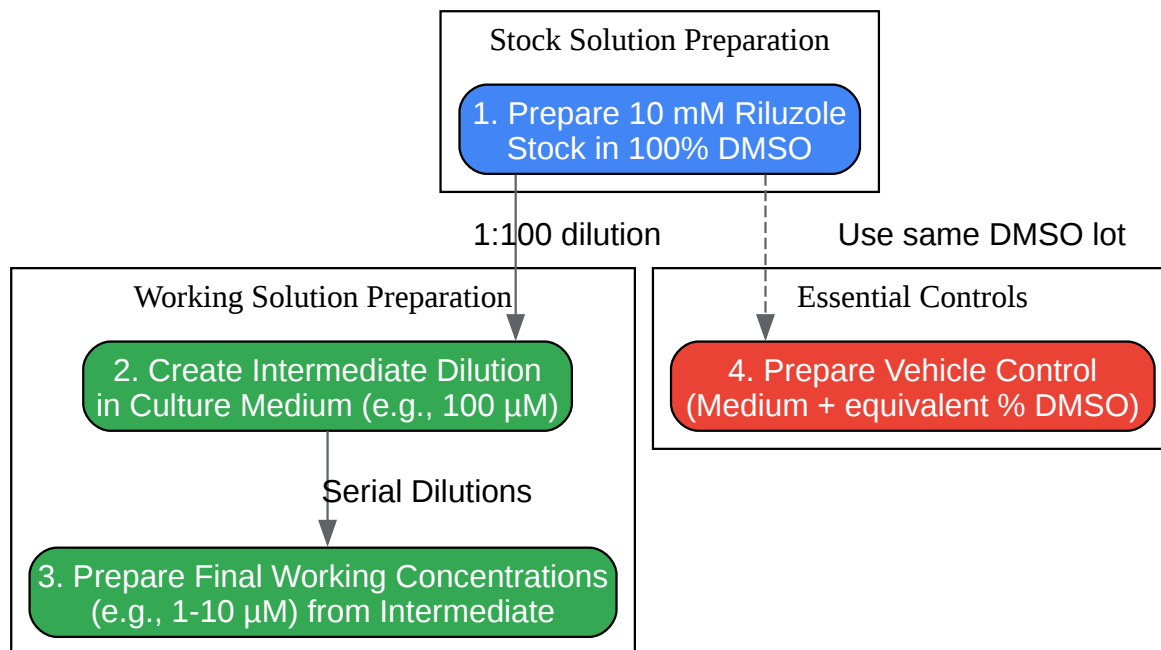 Stock Solution Preparation
1. Prepare 10 mM Riluzole
Stock in 100% DMSO
1:100 dilution
Use same DMSO lot
Working Solution Preparation
Essential Controls
2. Create Intermediate Dilution
in Culture Medium (e.g., 100 µM)
4. Prepare Vehicle Control
(Medium + equivalent % DMSO)
Serial Dilutions
3. Prepare Final Working Concentrations
(e.g., 1-10 µM) from Intermediate